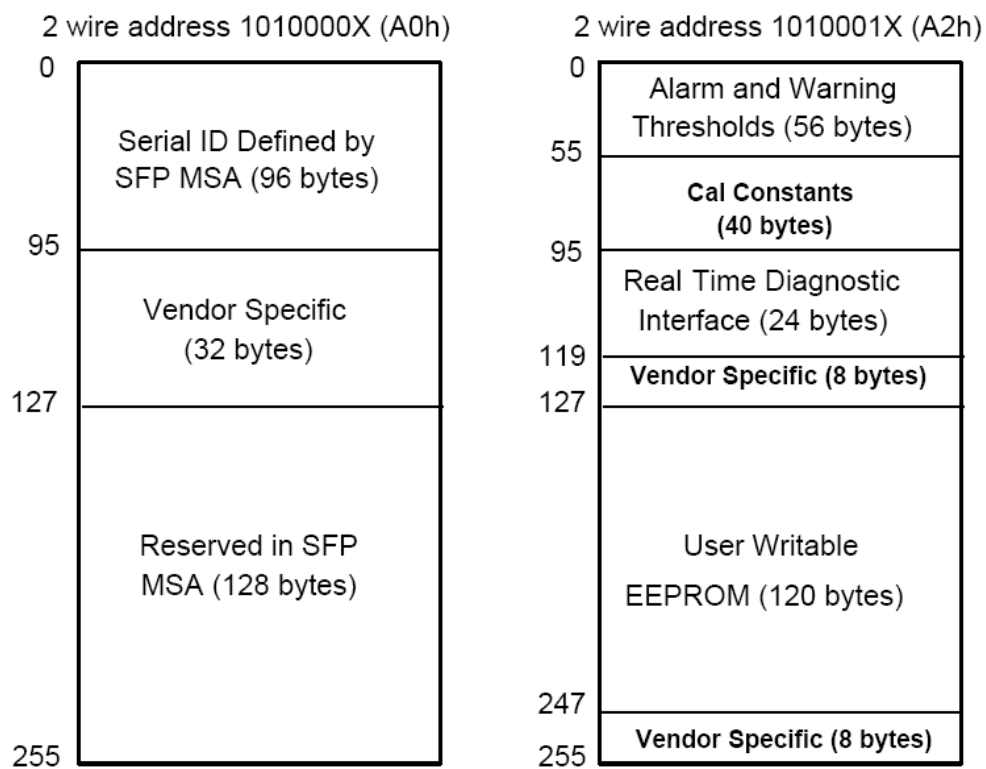 2 wire address 1010000X (A0h)
0
Serial ID Defined by
SFP MSA (96 bytes)
95
Vendor Specific
(32 bytes)
127
Reserved in SFP
MSA (128 bytes)
255
2 wire address 1010001X (A2h)
0
Alarm and Warning
Thresholds (56 bytes)
55
Cal Constants
(40 bytes)
95
Real Time Diagnostic
Interface (24 bytes)
119
Vendor Specific (8 bytes)
127
User Writable
EEPROM (120 bytes)
247
Vendor Specific (8 bytes)
255